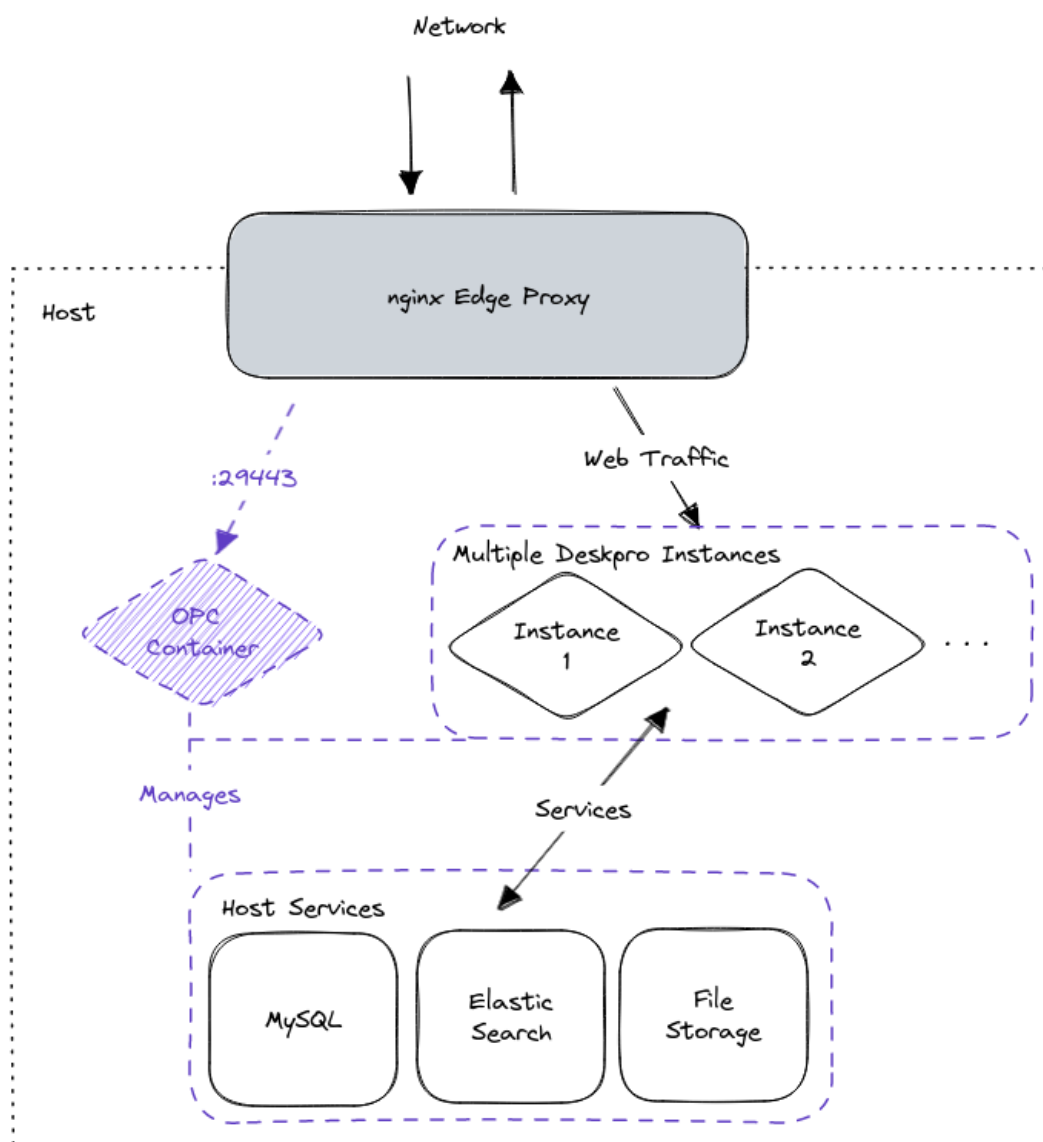 Network
Host
nginx Edge Proxy
:29443
Web Traffic
Multiple Deskpro Instances
OPC
Container
Instance
1
Instance
2
...
Manages
Services
Host Services
MySQL
Elastic
Search
File
Storage